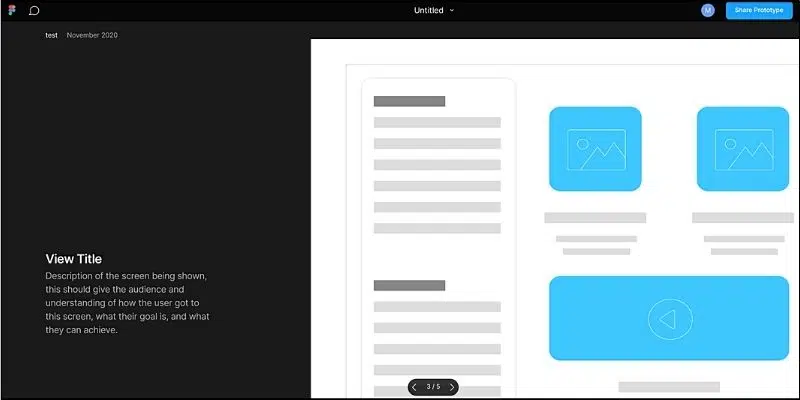 Untitled
M
Share Prototype
test November 2020
View Title
Description of the screen being shown,
this should give the audience and
understanding of how the user got to
this screen, what their goal is, and what
they can achieve.
3 / 5